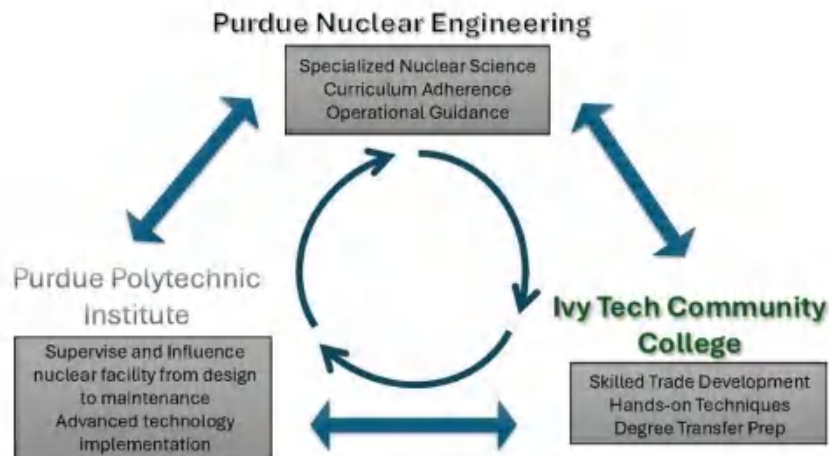 Purdue Nuclear Engineering
Specialized Nuclear Science
Curriculum Adherence
Operational Guidance
Purdue Polytechnic
Institute
Supervise and Influence
nuclear facility from design
to maintenance
Advanced technology
implementation
Ivy Tech Community
College
Skilled Trade Development
Hands-on Techniques
Degree Transfer Prep